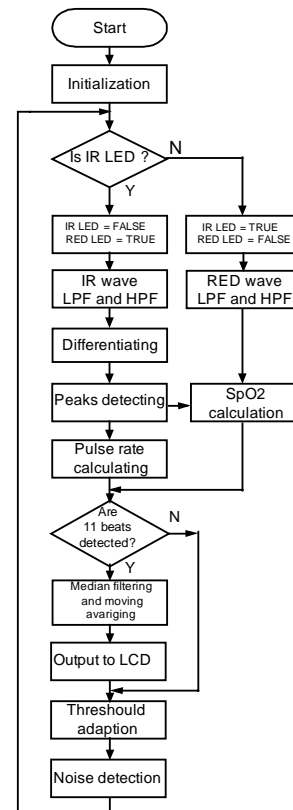 Start
Initialization
Is IR LED ?
N
Y
IR LED = FALSE
RED LED = TRUE
IR LED = TRUE
RED LED = FALSE
IR wave
LPF and HPF
RED wave
LPF and HPF
Differentiating
Peaks detecting
SpO2
calculation
Pulse rate
calculating
Are
11 beats
detected?
N
Y
Median filtering
and moving
avariging
Output to LCD
Threshould
adaption
Noise detection